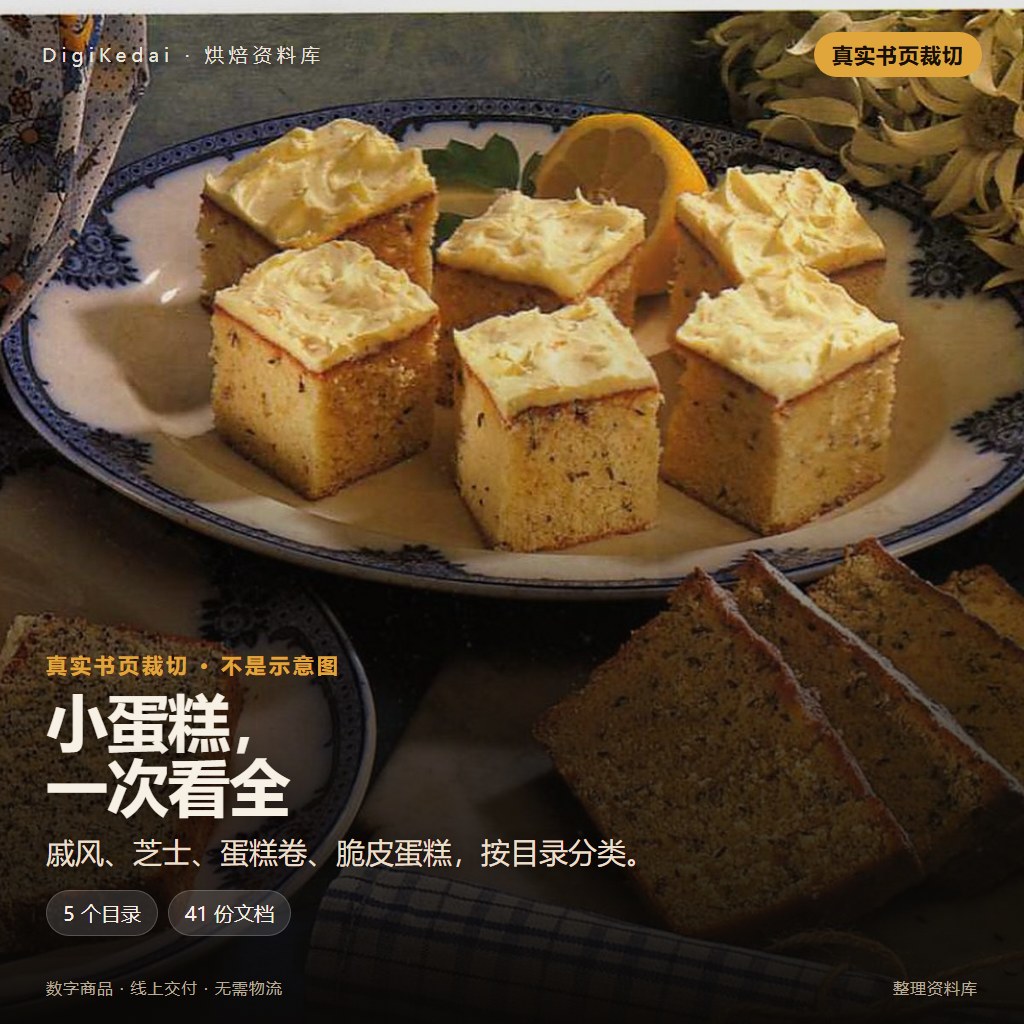 DigiKedai · 烘焙资料库
真实书页裁切
真实书页裁切 · 不是示意图
小蛋糕，
一次看全
戚风、芝士、蛋糕卷、脆皮蛋糕，按目录分类。
5 个目录
41 份文档
数字商品 · 线上交付 · 无需物流
整理资料库